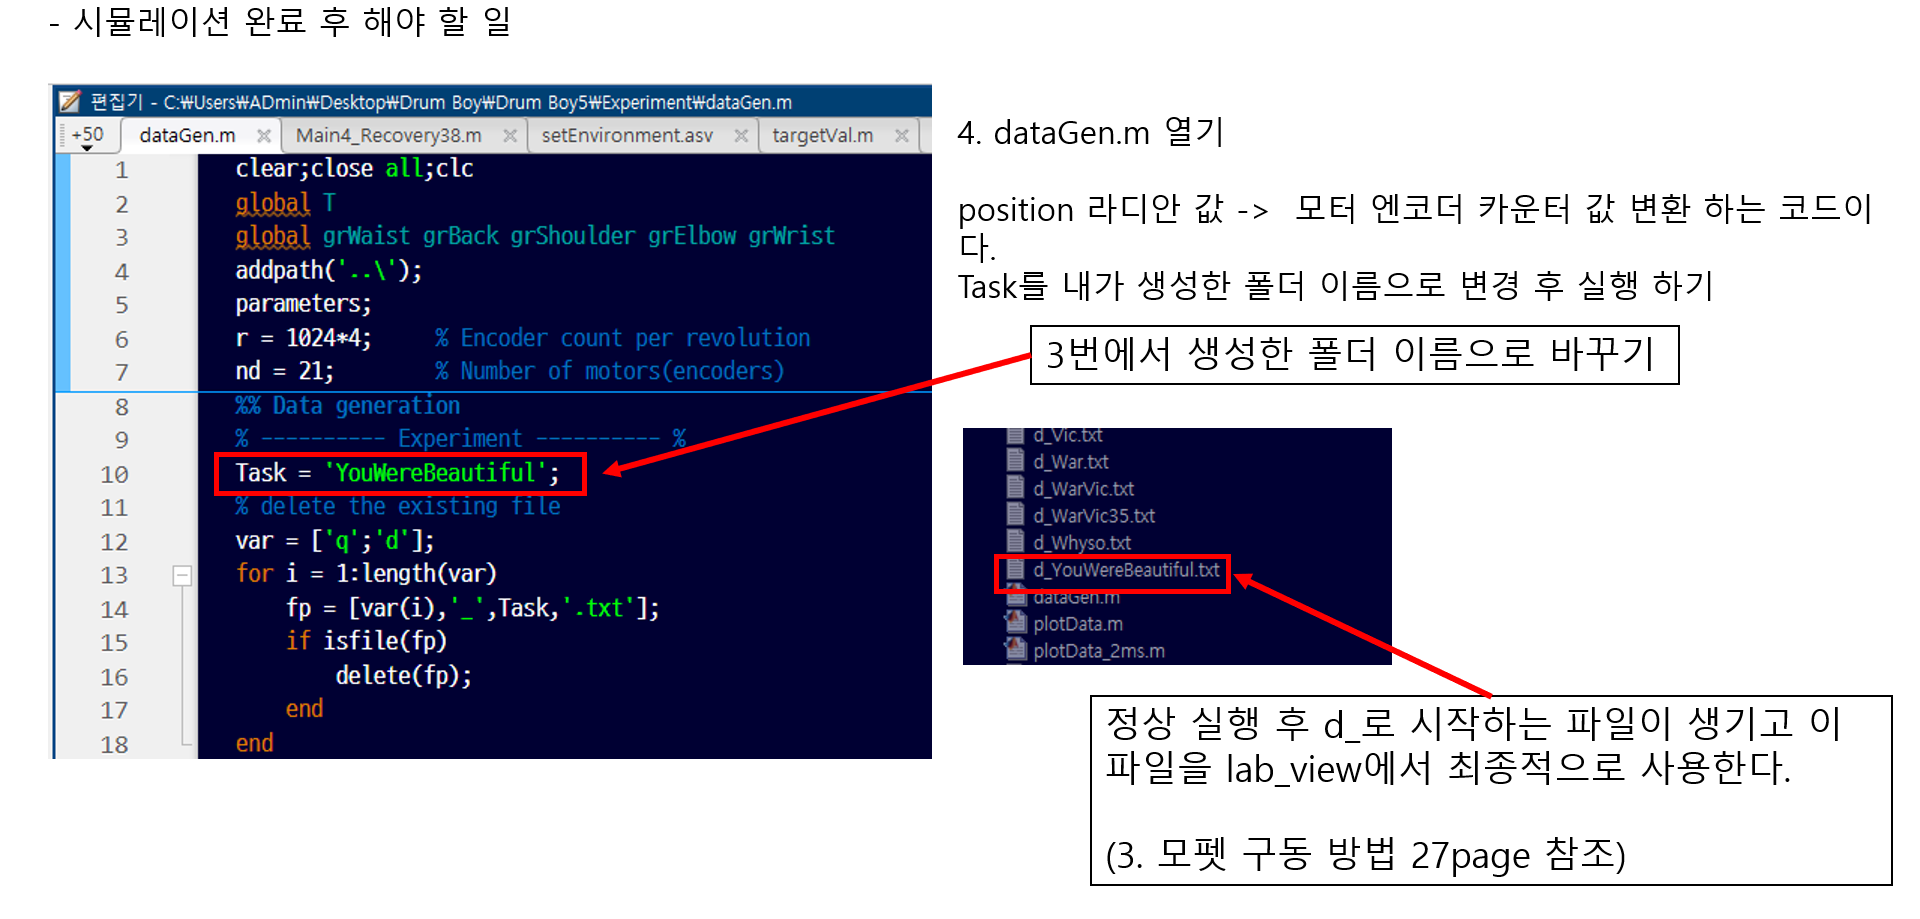 - 시뮬레이션 완료 후 해야 할 일
편집기 - C:₩Users₩ADmin₩Desktop₩Drum Boy₩Drum Boy5₩Experiment₩dataGen.m
+50 dataGen.m Main4_Recovery38.m setEnvironment.asv targetVal.m
1 clear;close all;clc
2 global T
3 global grWaist grBack grShoulder grElbow grWrist
4 addpath('..\');
5 parameters;
6 r = 1024*4; % Encoder count per revolution
7 nd = 21; % Number of motors(encoders)
8 %% Data generation
9 % ---------- Experiment ---------- %
10 Task = 'YouWereBeautiful';
11 % delete the existing file
12 var = ['q';'d'];
13 for i = 1:length(var)
14 fp = [var(i),'_',Task,'.txt'];
15 if isfile(fp)
16 delete(fp);
17 end
18 end
4. dataGen.m 열기
position 라디안 값 -> 모터 엔코더 카운터 값 변환 하는 코드이
다.
Task를 내가 생성한 폴더 이름으로 변경 후 실행 하기
3번에서 생성한 폴더 이름으로 바꾸기
d_Vic.txt
d_War.txt
d_WarVic.txt
d_WarVic35.txt
d_Whyso.txt
d_YouWereBeautiful.txt
dataGen.m
plotData.m
plotData_2ms.m
정상 실행 후 d_로 시작하는 파일이 생기고 이
파일을 lab_view에서 최종적으로 사용한다.
(3. 모펫 구동 방법 27page 참조)